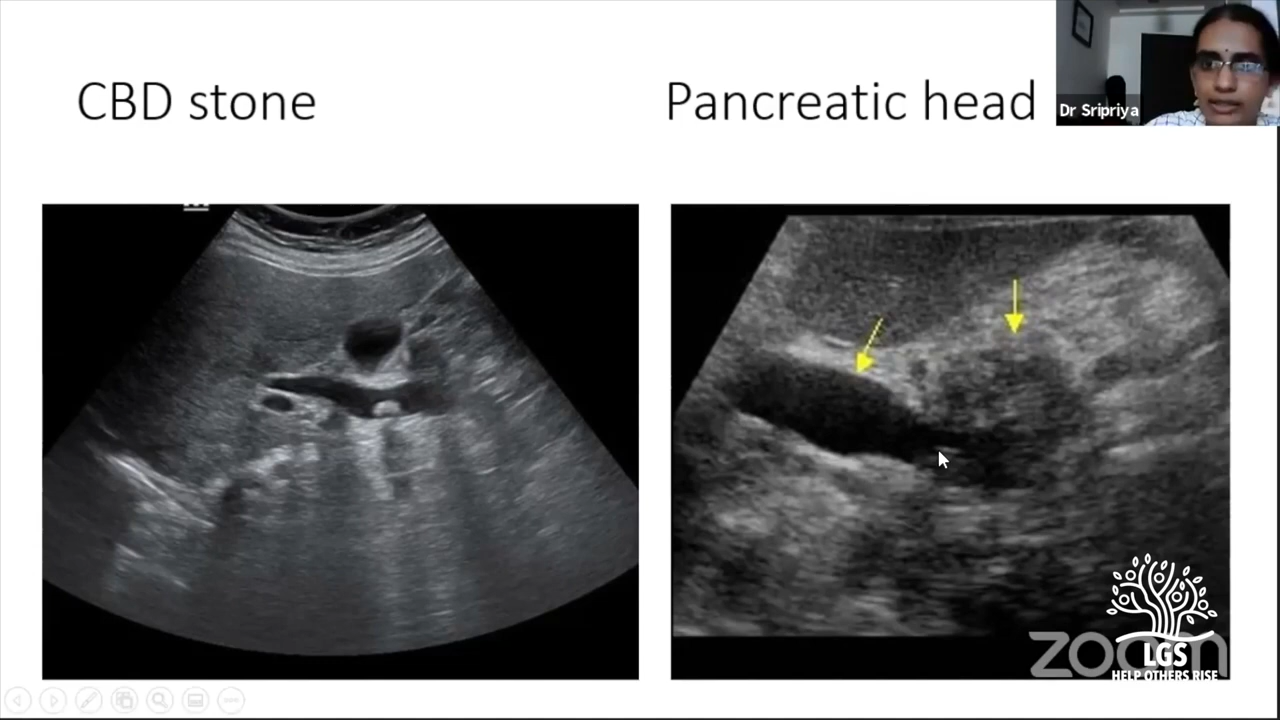 CBD stone
Pancreatic head
Dr Sripriya
zoom
LGS
HELP OTHERS RISE